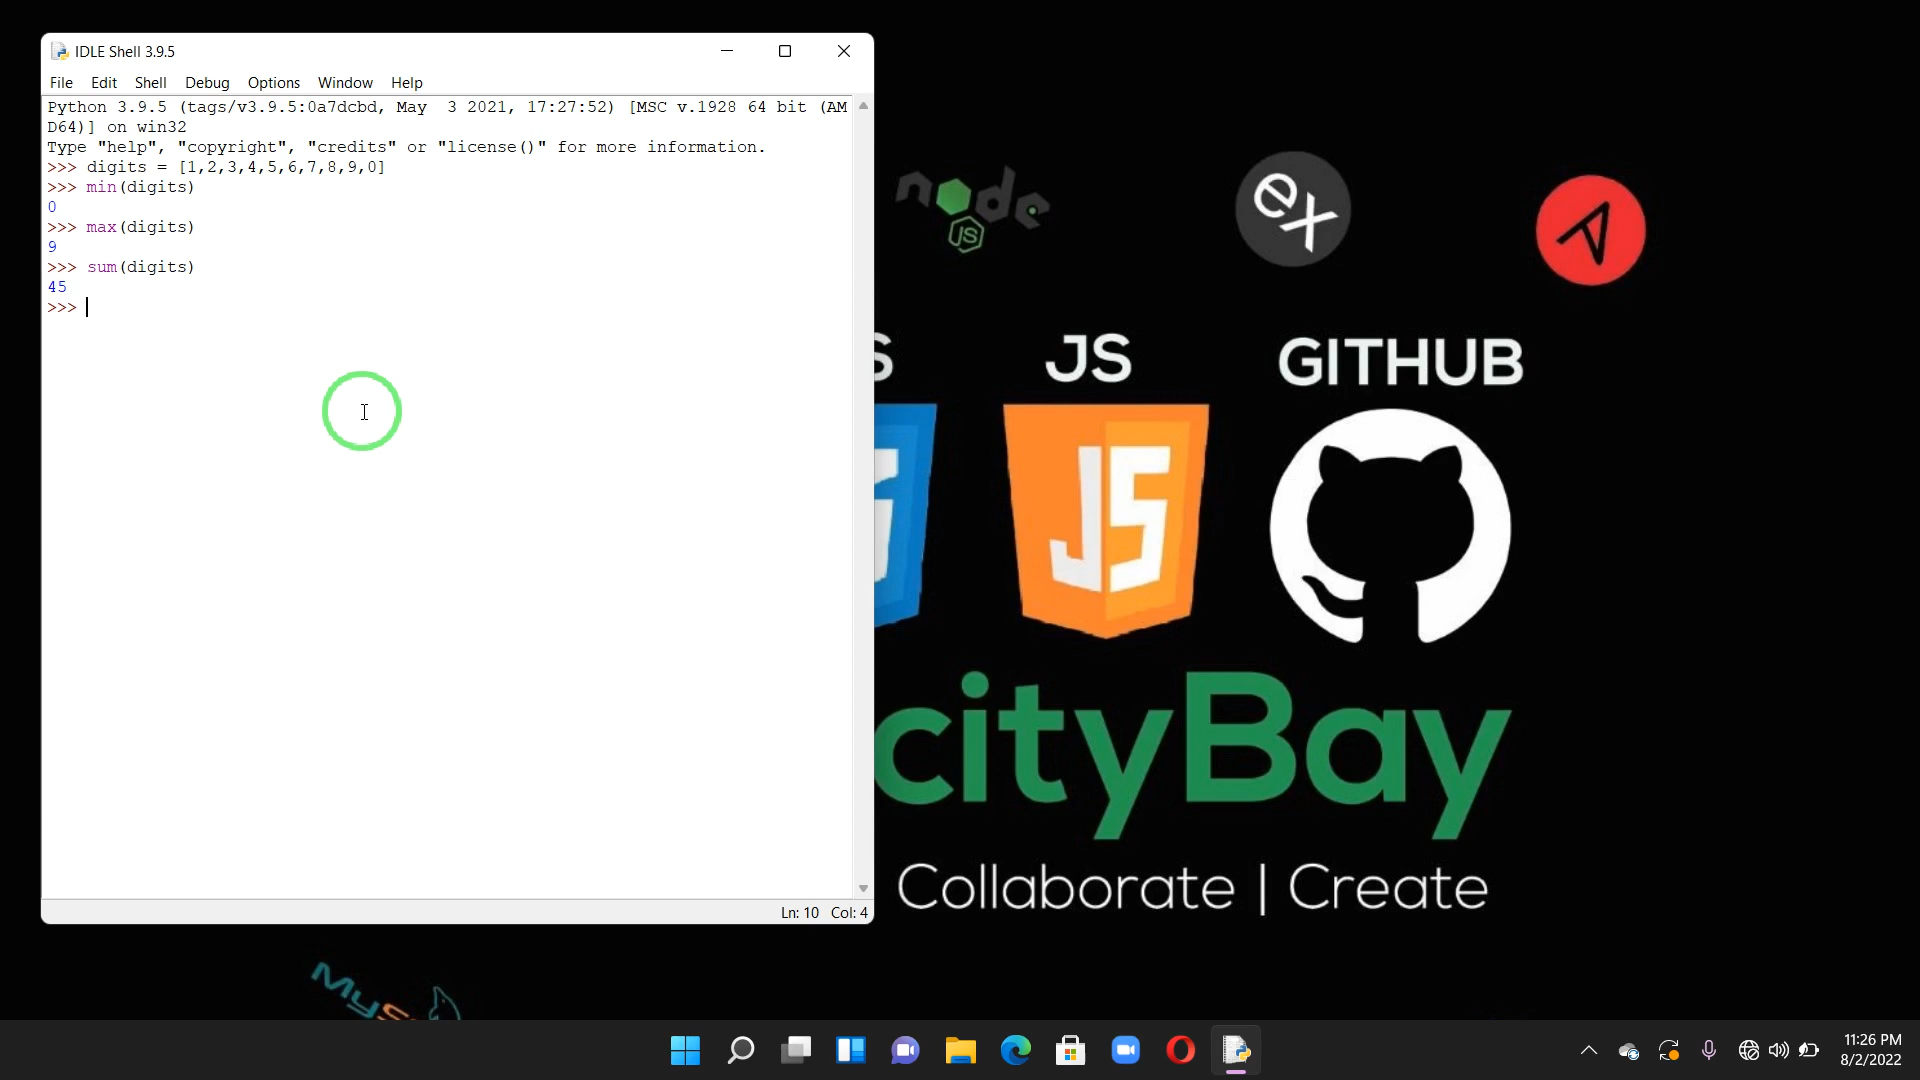 IDLE Shell 3.9.5
File Edit Shell Debug Options Window Help
Python 3.9.5 (tags/v3.9.5:0a7dcbd, May  3 2021, 17:27:52) [MSC v.1928 64 bit (AM
D64)] on win32
Type "help", "copyright", "credits" or "license()" for more information.
>>> digits = [1,2,3,4,5,6,7,8,9,0]
>>> min(digits)
0
>>> max(digits)
9
>>> sum(digits)
45
>>>
Ln: 10 Col: 4
node
JS
ex
A
S
JS
GITHUB
JS
cityBay
Collaborate | Create
MyS
11:26 PM
8/2/2022